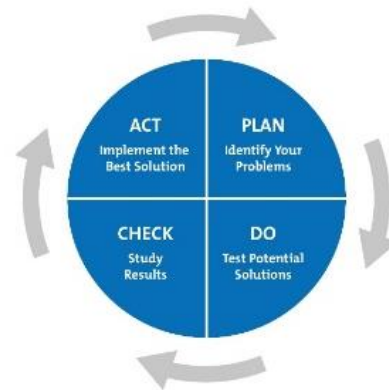 ACT
Implement the
Best Solution
PLAN
Identify Your
Problems
CHECK
Study
Results
DO
Test Potential
Solutions